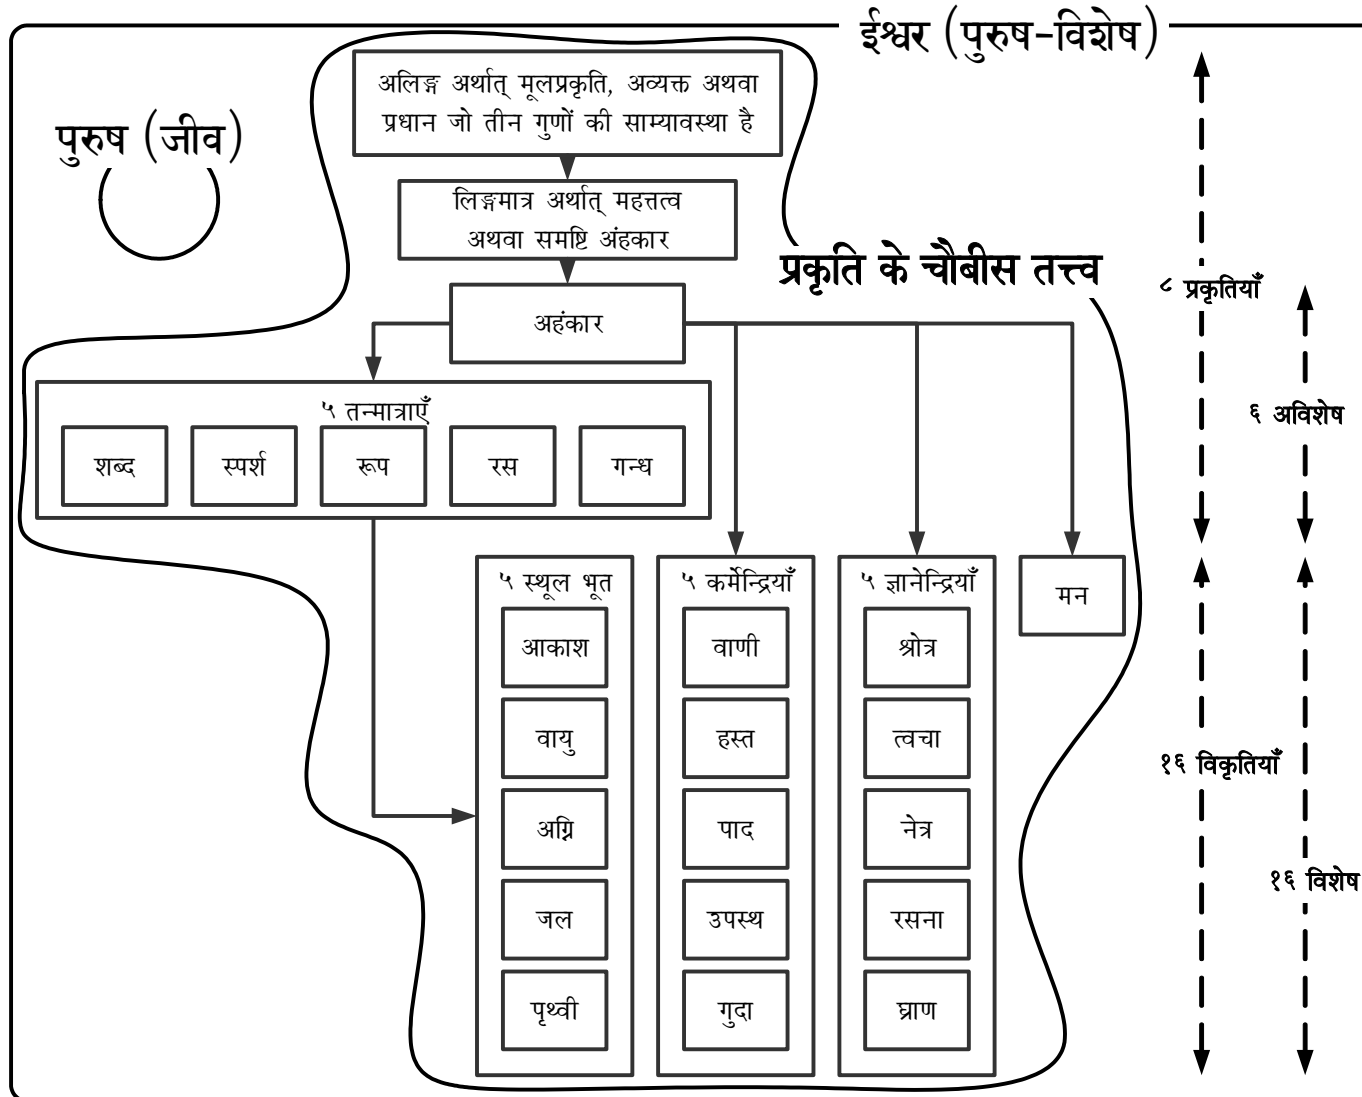 ईश्वर (पुरुष-विशेष)
अलिङ्ग अर्थात् मूलप्रकृति, अव्यक्त अथवा
प्रधान जो तीन गुणों की साम्यावस्था है
पुरुष (जीव)
लिङ्गमात्र अर्थात् महत्तत्व
अथवा समष्टि अंहकार
प्रकृति के चौबीस तत्त्व
८ प्रकृतियाँ
अहंकार
५ तन्मात्राएँ
६ अविशेष
शब्द
स्पर्श
रूप
रस
गन्ध
५ स्थूल भूत
आकाश
वायु
अग्नि
जल
पृथ्वी
५ कर्मेन्द्रियाँ
वाणी
हस्त
पाद
उपस्थ
गुदा
५ ज्ञानेन्द्रियाँ
श्रोत्र
त्वचा
नेत्र
रसना
घ्राण
मन
१६ विकृतियाँ
१६ विशेष